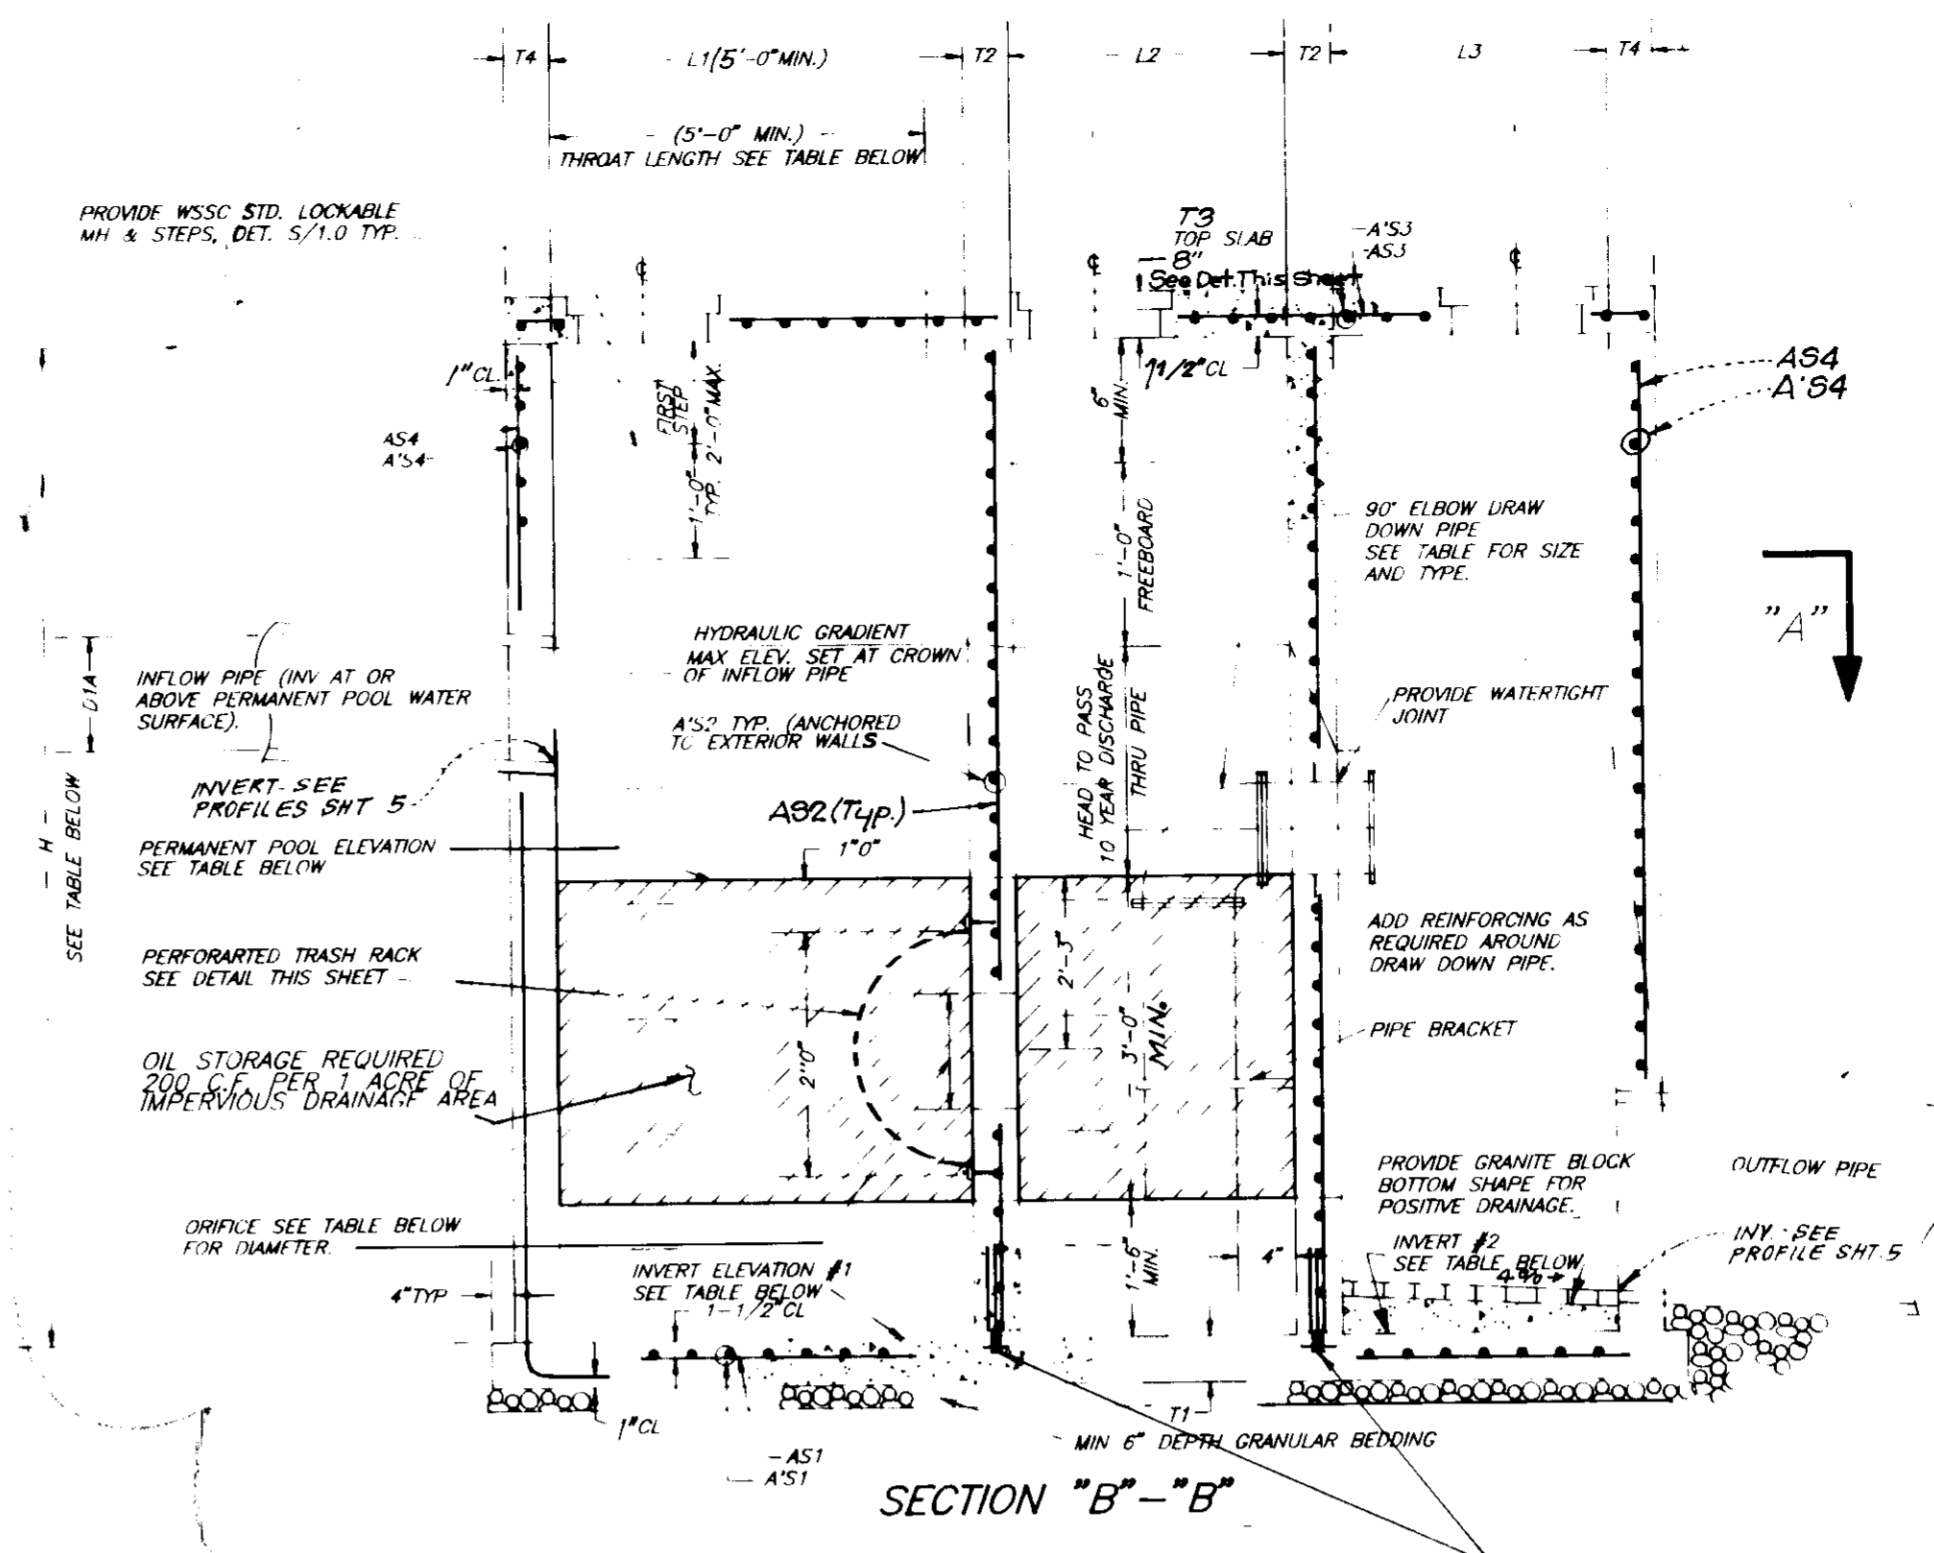 T4
L1(5'-0"MIN.)
T2
L2
T2
L3
T4
(5'-0" MIN.)
THROAT LENGTH SEE TABLE BELOW
PROVIDE WSSC STD. LOCKABLE
MH & STEPS, DET. S/1.0 TYP.
T3
TOP SLAB
8"
See Det. This Sheet
A'S3
AS3
℄
℄
℄
1" CL.
FIRST
STEP
1'-0"
TYP. 2'-0" MAX.
1 1/2" CL
6"
MIN.
AS4
A'S4
AS4
A'S4
1'-0"
FREEBOARD
90° ELBOW DRAW
DOWN PIPE
SEE TABLE FOR SIZE
AND TYPE.
"A"
HYDRAULIC GRADIENT
MAX ELEV. SET AT CROWN
OF INFLOW PIPE
INFLOW PIPE (INV AT OR
ABOVE PERMANENT POOL WATER
SURFACE).
DIA
A'S2 TYP. (ANCHORED
TO EXTERIOR WALLS
HEAD TO PASS
10 YEAR DISCHARGE
THRU PIPE
PROVIDE WATERTIGHT
JOINT
INVERT-SEE
PROFILES SHT 5
AS2(Typ.)
H
SEE TABLE BELOW
PERMANENT POOL ELEVATION
SEE TABLE BELOW
1"0"
PERFORARTED TRASH RACK
SEE DETAIL THIS SHEET
2'-3"
ADD REINFORCING AS
REQUIRED AROUND
DRAW DOWN PIPE.
2"0"
3'-0"
MIN.
PIPE BRACKET
OIL STORAGE REQUIRED
200 C.F. PER 1 ACRE OF
IMPERVIOUS DRAINAGE AREA
PROVIDE GRANITE BLOCK
BOTTOM SHAPE FOR
POSITIVE DRAINAGE.
OUTFLOW PIPE
ORIFICE SEE TABLE BELOW
FOR DIAMETER.
INVERT ELEVATION #1
SEE TABLE BELOW
1-1/2"CL
1'-6"
MIN.
4"
INVERT #2
SEE TABLE BELOW
4%
INV.-SEE
PROFILE SHT.5
4"TYP
1"CL
T1
MIN 6" DEPTH GRANULAR BEDDING
AS1
A'S1
SECTION "B"-"B"